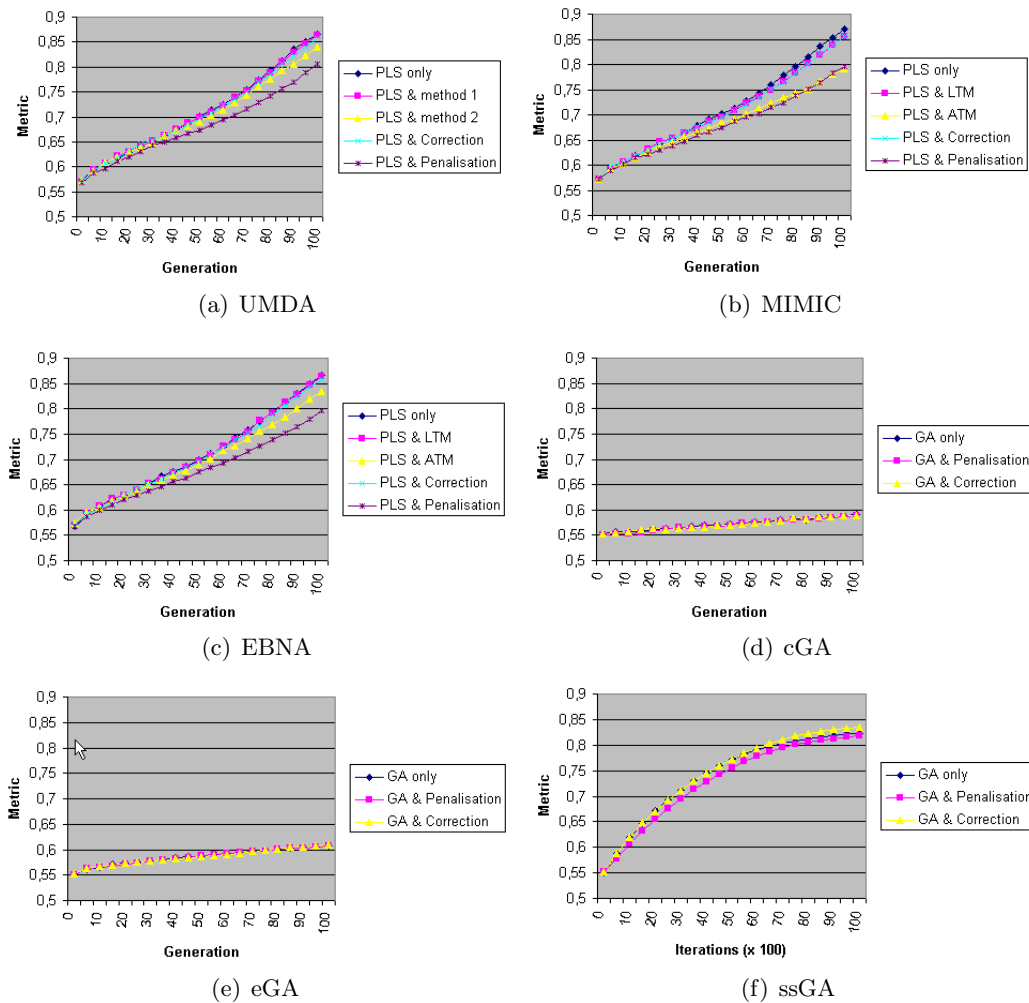 0,9
0,85
0,8
0,75
0,7
0,65
0,6
0,55
0,5
Metric
0 10 20 30 40 50 60 70 80 90 100
Generation
PLS only
PLS & method 1
PLS & method 2
PLS & Correction
PLS & Penalisation
(a) UMDA
0,9
0,85
0,8
0,75
0,7
0,65
0,6
0,55
0,5
Metric
0 10 20 30 40 50 60 70 80 90 100
Generation
PLS only
PLS & LTM
PLS & ATM
PLS & Correction
PLS & Penalisation
(b) MIMIC
0,9
0,85
0,8
0,75
0,7
0,65
0,6
0,55
0,5
Metric
0 10 20 30 40 50 60 70 80 90 100
Generation
PLS only
PLS & LTM
PLS & ATM
PLS & Correction
PLS & Penalisation
(c) EBNA
0,9
0,85
0,8
0,75
0,7
0,65
0,6
0,55
0,5
Metric
0 10 20 30 40 50 60 70 80 90 100
Generation
GA only
GA & Penalisation
GA & Correction
(d) cGA
0,9
0,85
0,8
0,75
0,7
0,65
0,6
0,55
0,5
Metric
0 10 20 30 40 50 60 70 80 90 100
Generation
GA only
GA & Penalisation
GA & Correction
(e) eGA
0,9
0,85
0,8
0,75
0,7
0,65
0,6
0,55
0,5
Metric
0 10 20 30 40 50 60 70 80 90 100
Iterations (x 100)
GA only
GA & Penalisation
GA & Correction
(f) ssGA